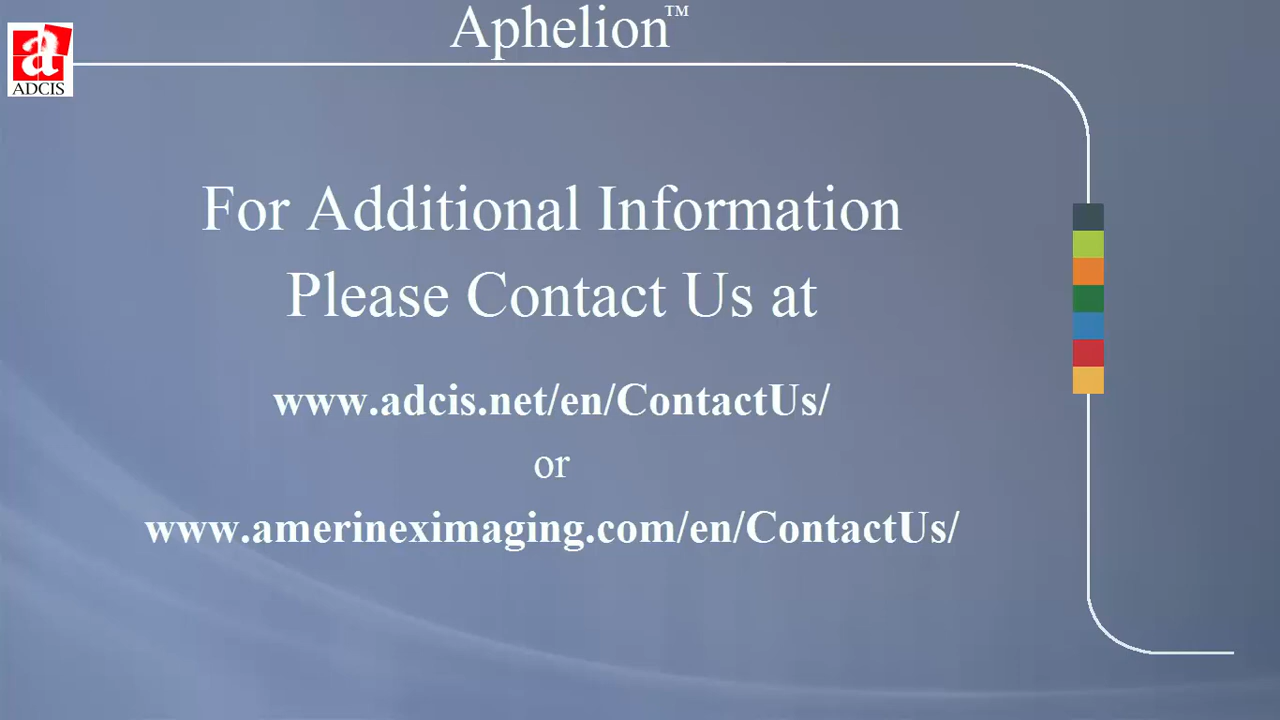 Aphelion™
a
ADCIS
For Additional Information
Please Contact Us at
www.adcis.net/en/ContactUs/
or
www.amerineximaging.com/en/ContactUs/